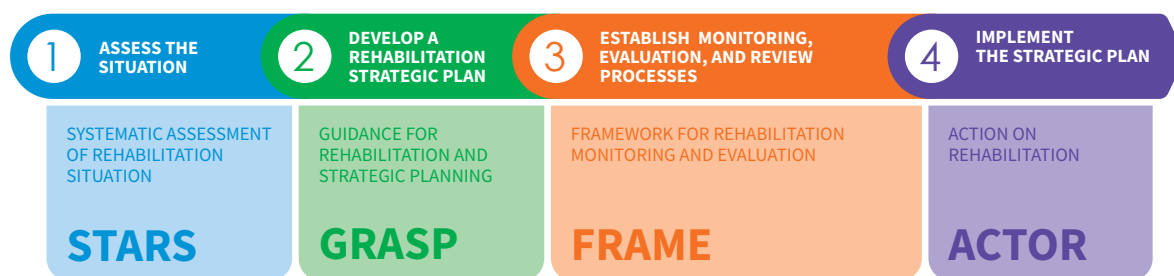 1
ASSESS THE
SITUATION
2
DEVELOP A
REHABILITATION
STRATEGIC PLAN
3
ESTABLISH MONITORING,
EVALUATION, AND REVIEW
PROCESSES
4
IMPLEMENT
THE STRATEGIC PLAN
SYSTEMATIC ASSESSMENT
OF REHABILITATION
SITUATION
STARS
GUIDANCE FOR
REHABILITATION AND
STRATEGIC PLANNING
GRASP
FRAMEWORK FOR REHABILITATION
MONITORING AND EVALUATION
FRAME
ACTION ON
REHABILITATION
ACTOR